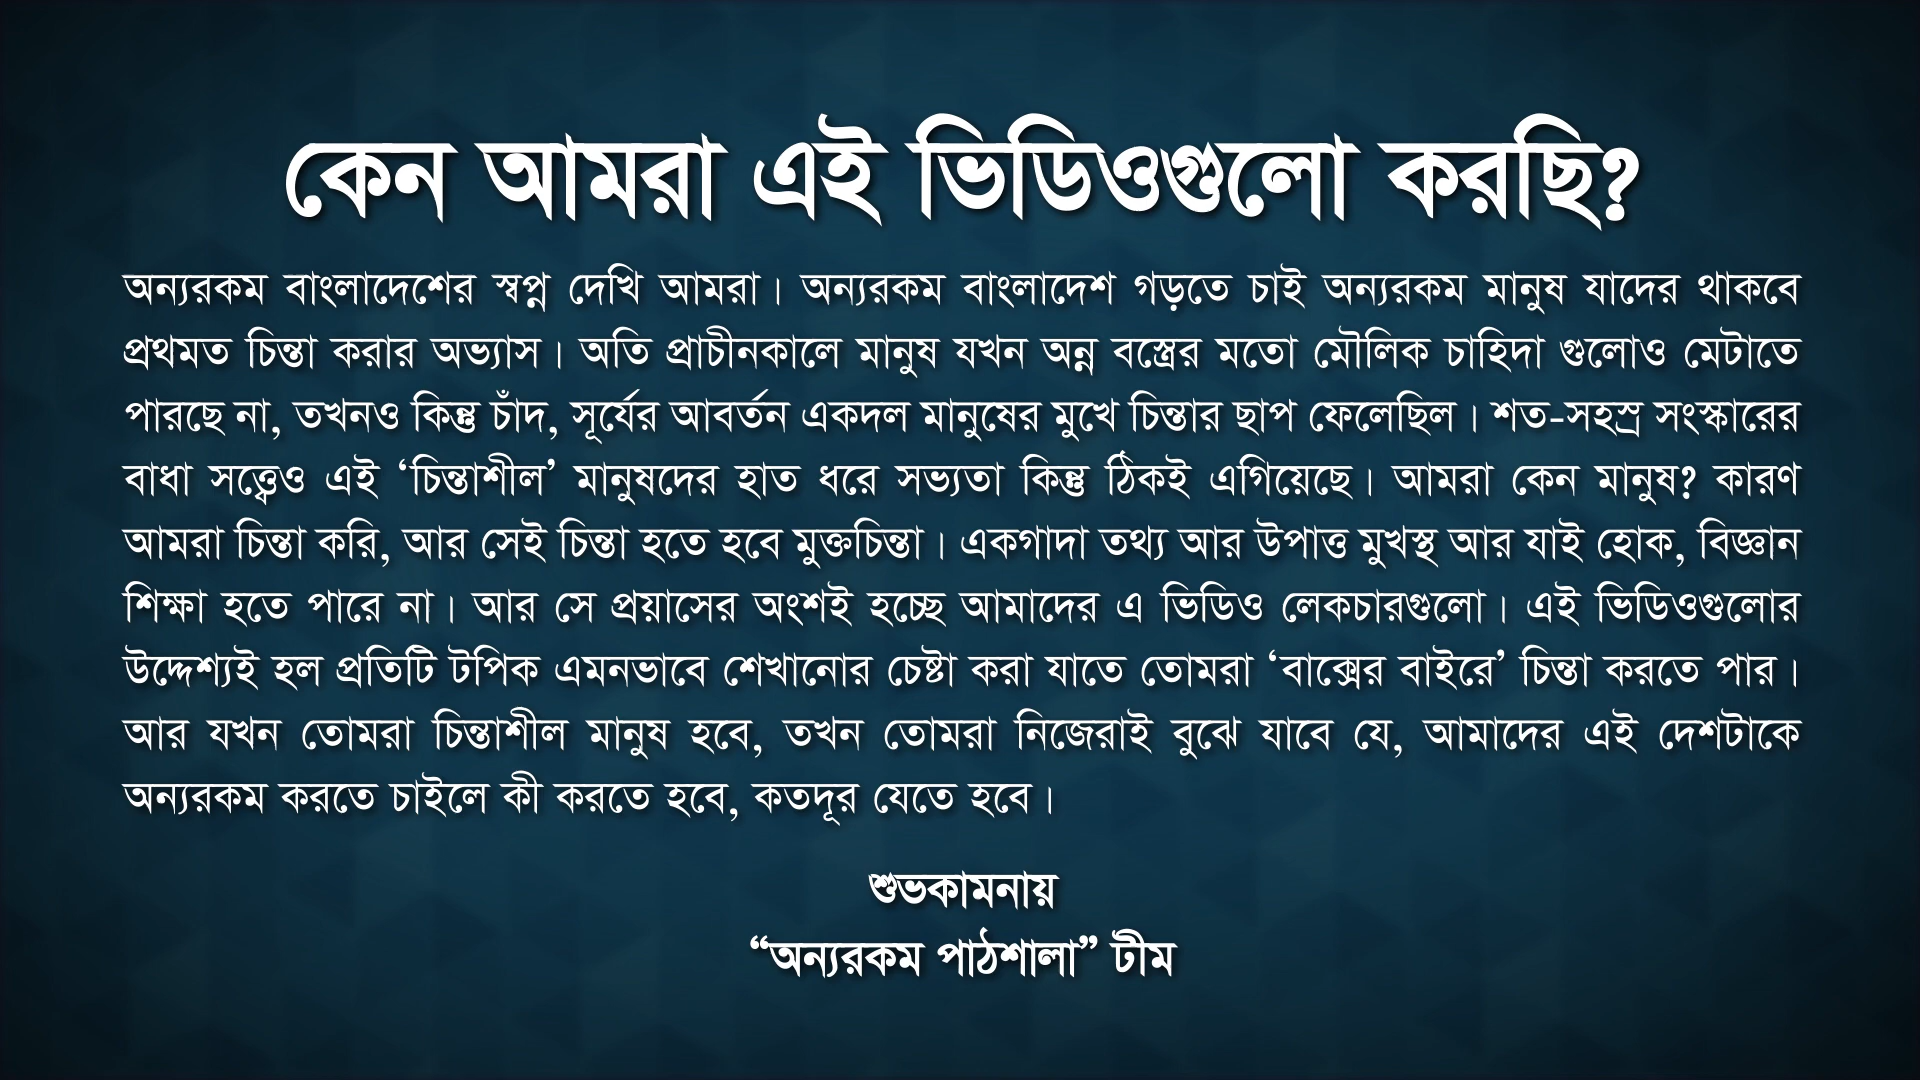 কেন আমরা এই ভিডিওগুলো করছি?
অন্যরকম বাংলাদেশের স্বপ্ন দেখি আমরা। অন্যরকম বাংলাদেশ গড়তে চাই অন্যরকম মানুষ যাদের থাকবে
প্রথমত চিন্তা করার অভ্যাস। অতি প্রাচীনকালে মানুষ যখন অন্ন বস্ত্রের মতো মৌলিক চাহিদা গুলোও মেটাতে
পারছে না, তখনও কিন্তু চাঁদ, সূর্যের আবর্তন একদল মানুষের মুখে চিন্তার ছাপ ফেলেছিল। শত-সহস্র সংস্কারের
বাধা সত্ত্বেও এই ‘চিন্তাশীল’ মানুষদের হাত ধরে সভ্যতা কিন্তু ঠিকই এগিয়েছে। আমরা কেন মানুষ? কারণ
আমরা চিন্তা করি, আর সেই চিন্তা হতে হবে মুক্তচিন্তা। একগাদা তথ্য আর উপাত্ত মুখস্থ আর যাই হোক, বিজ্ঞান
শিক্ষা হতে পারে না। আর সে প্রয়াসের অংশই হচ্ছে আমাদের এ ভিডিও লেকচারগুলো। এই ভিডিওগুলোর
উদ্দেশ্যই হল প্রতিটি টপিক এমনভাবে শেখানোর চেষ্টা করা যাতে তোমরা ‘বাক্সের বাইরে’ চিন্তা করতে পার।
আর যখন তোমরা চিন্তাশীল মানুষ হবে, তখন তোমরা নিজেরাই বুঝে যাবে যে, আমাদের এই দেশটাকে
অন্যরকম করতে চাইলে কী করতে হবে, কতদূর যেতে হবে।
শুভকামনায়
“অন্যরকম পাঠশালা” টীম